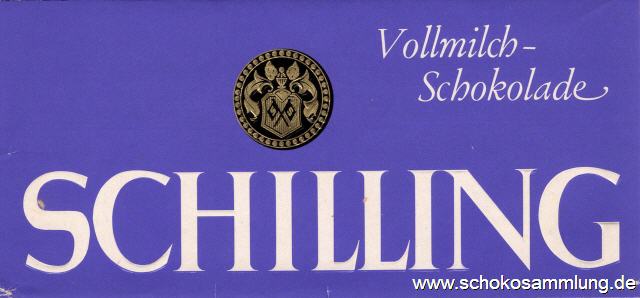 Vollmilch-
Schokolade
SCHILLING
www.schokosammlung.de